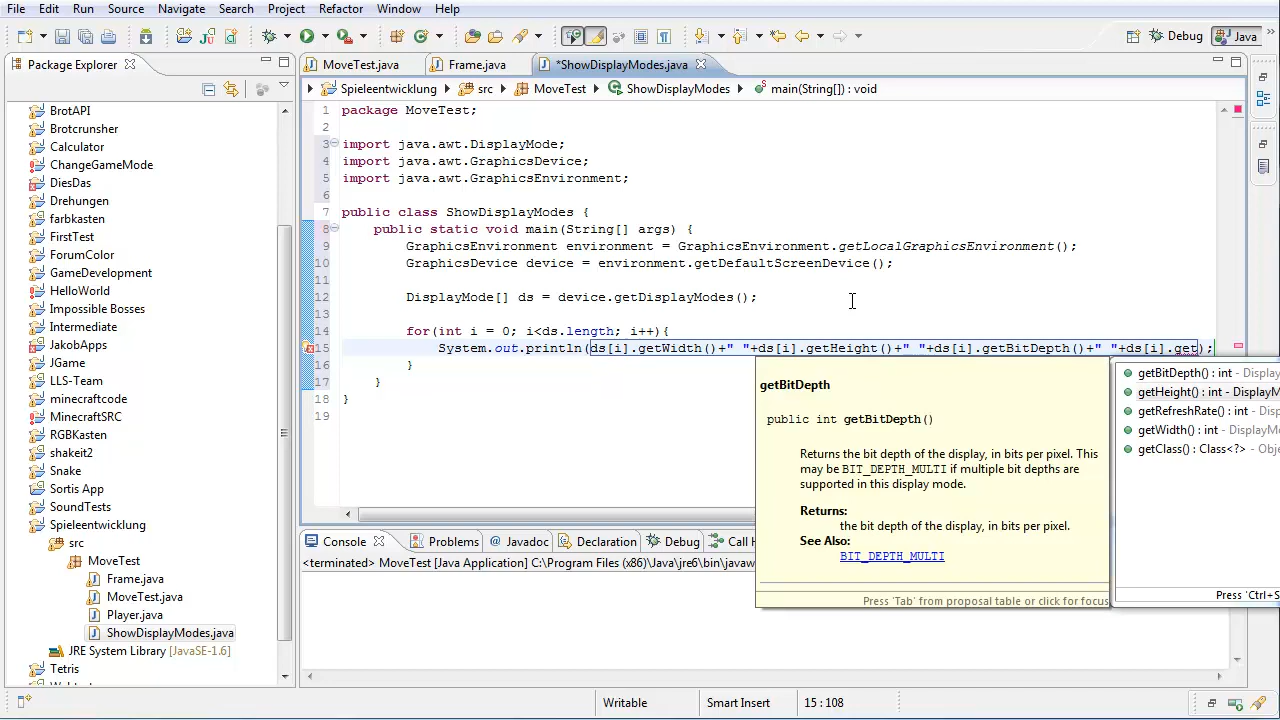 File Edit Run Source Navigate Search Project Refactor Window Help
Debug Java
Package Explorer
MoveTest.java Frame.java *ShowDisplayModes.java
Spieleentwicklung src MoveTest ShowDisplayModes main(String[]) : void
BrotAPI
Brotcrunsher
Calculator
ChangeGameMode
DiesDas
Drehungen
farbkasten
FirstTest
ForumColor
GameDevelopment
HelloWorld
Impossible Bosses
Intermediate
JakobApps
JGame
LLS-Team
minecraftcode
MinecraftSRC
RGBKasten
shakeit2
Snake
Sortis App
SoundTests
Spieleentwicklung
src
MoveTest
Frame.java
MoveTest.java
Player.java
ShowDisplayModes.java
JRE System Library [JavaSE-1.6]
Tetris
1 package MoveTest;
2
3 import java.awt.DisplayMode;
4 import java.awt.GraphicsDevice;
5 import java.awt.GraphicsEnvironment;
6
7 public class ShowDisplayModes {
8 public static void main(String[] args) {
9 GraphicsEnvironment environment = GraphicsEnvironment.getLocalGraphicsEnvironment();
10 GraphicsDevice device = environment.getDefaultScreenDevice();
11
12 DisplayMode[] ds = device.getDisplayModes();
13
14 for(int i = 0; i<ds.length; i++){
15 System.out.println(ds[i].getWidth()+" "+ds[i].getHeight()+" "+ds[i].getBitDepth()+" "+ds[i].get);
16 }
17 }
18 }
19
getBitDepth
public int getBitDepth()
Returns the bit depth of the display, in bits per pixel. This
may be BIT_DEPTH_MULTI if multiple bit depths are
supported in this display mode.
Returns:
the bit depth of the display, in bits per pixel.
See Also:
BIT_DEPTH_MULTI
Press 'Tab' from proposal table or click for focus
getBitDepth() : int - Display
getHeight() : int - DisplayM
getRefreshRate() : int - Disp
getWidth() : int - DisplayMo
getClass() : Class<?> - Obje
Press 'Ctrl+S
Console Problems Javadoc Declaration Debug Call H
<terminated> MoveTest [Java Application] C:\Program Files (x86)\Java\jre6\bin\javaw
Writable Smart Insert 15 : 108